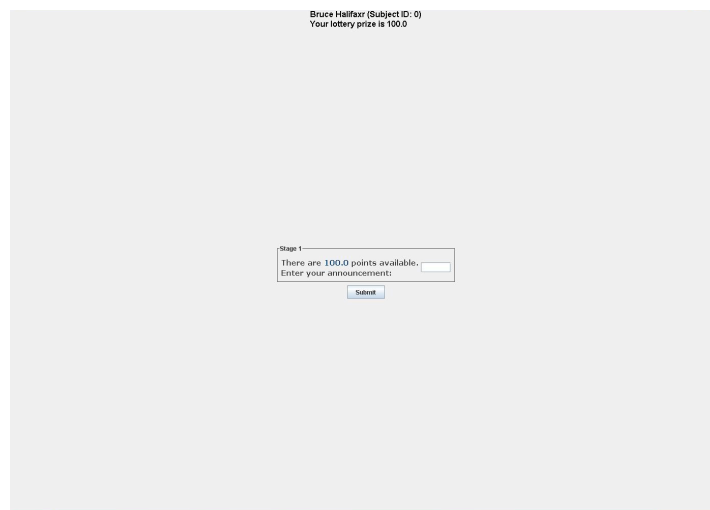 Bruce Halifaxr (Subject ID: 0)
Your lottery prize is 100.0
Stage 1
There are 100.0 points available.
Enter your announcement:
Submit